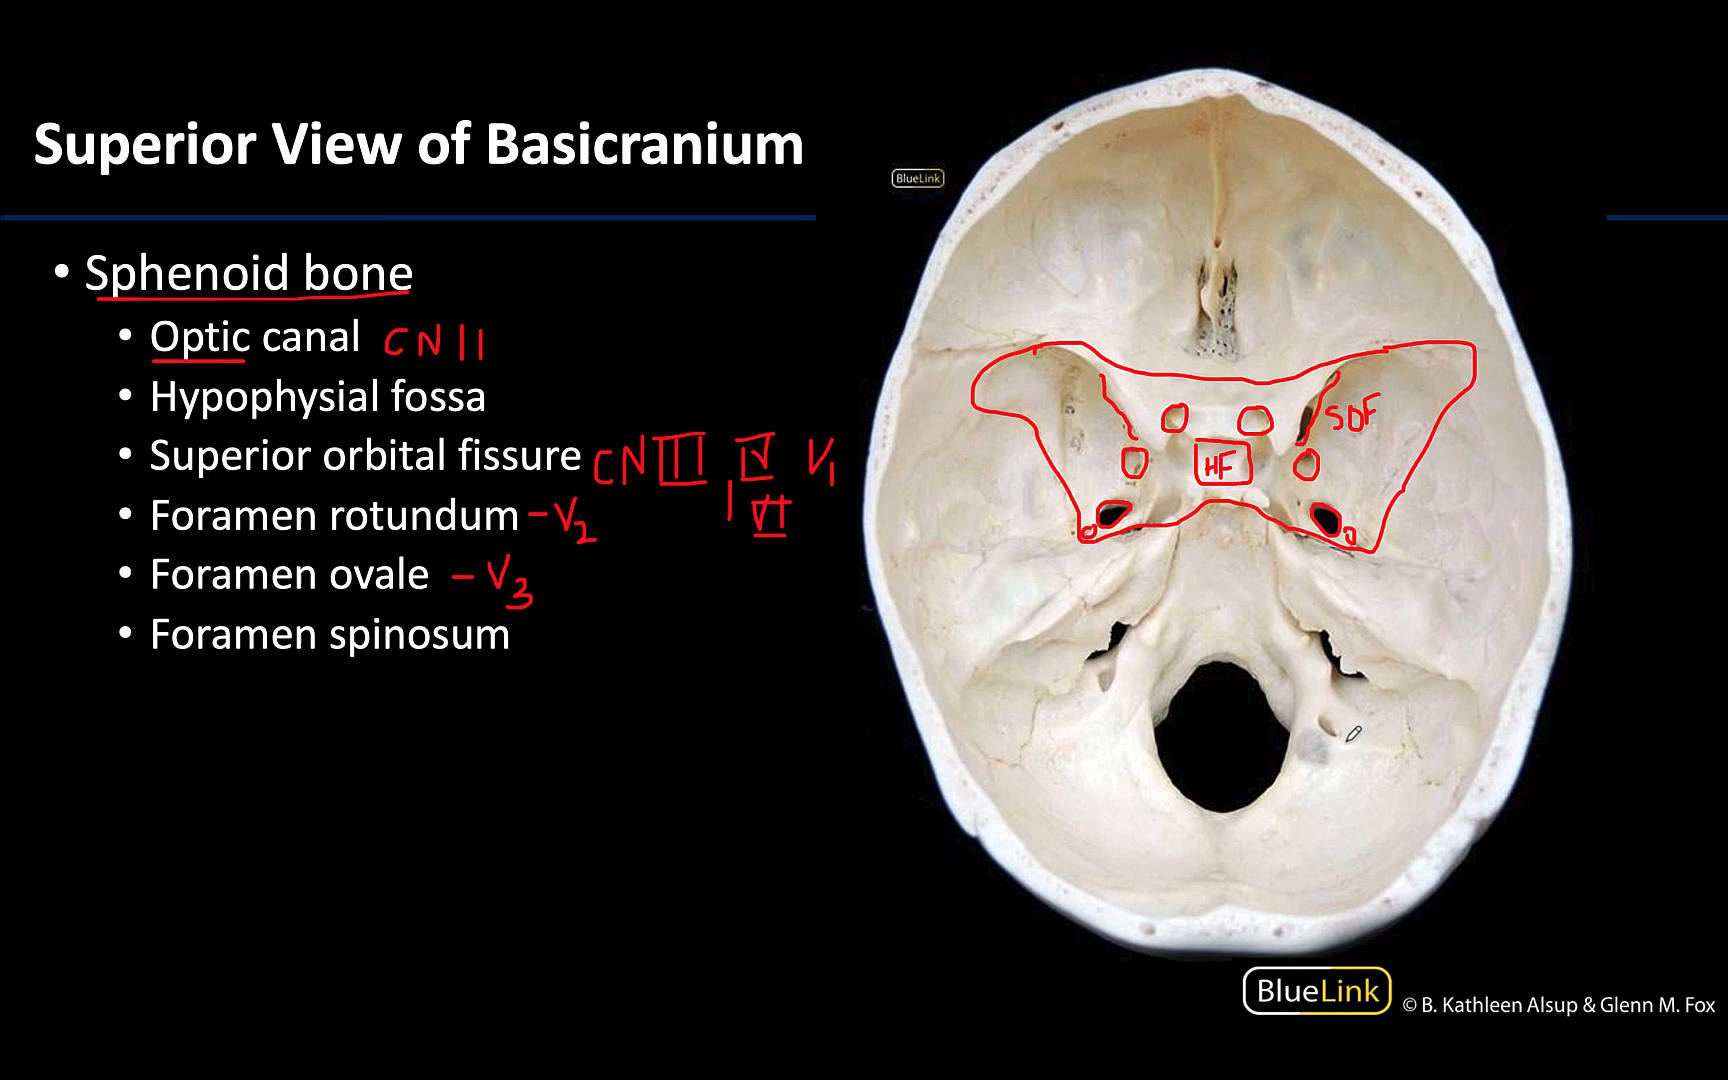 Superior View of Basicranium
BlueLink
• Sphenoid bone
• Optic canal CN II
• Hypophysial fossa
• Superior orbital fissure CN III IV V1
VI
• Foramen rotundum - V2
• Foramen ovale - V3
• Foramen spinosum
SOF
HF
BlueLink © B. Kathleen Alsup & Glenn M. Fox